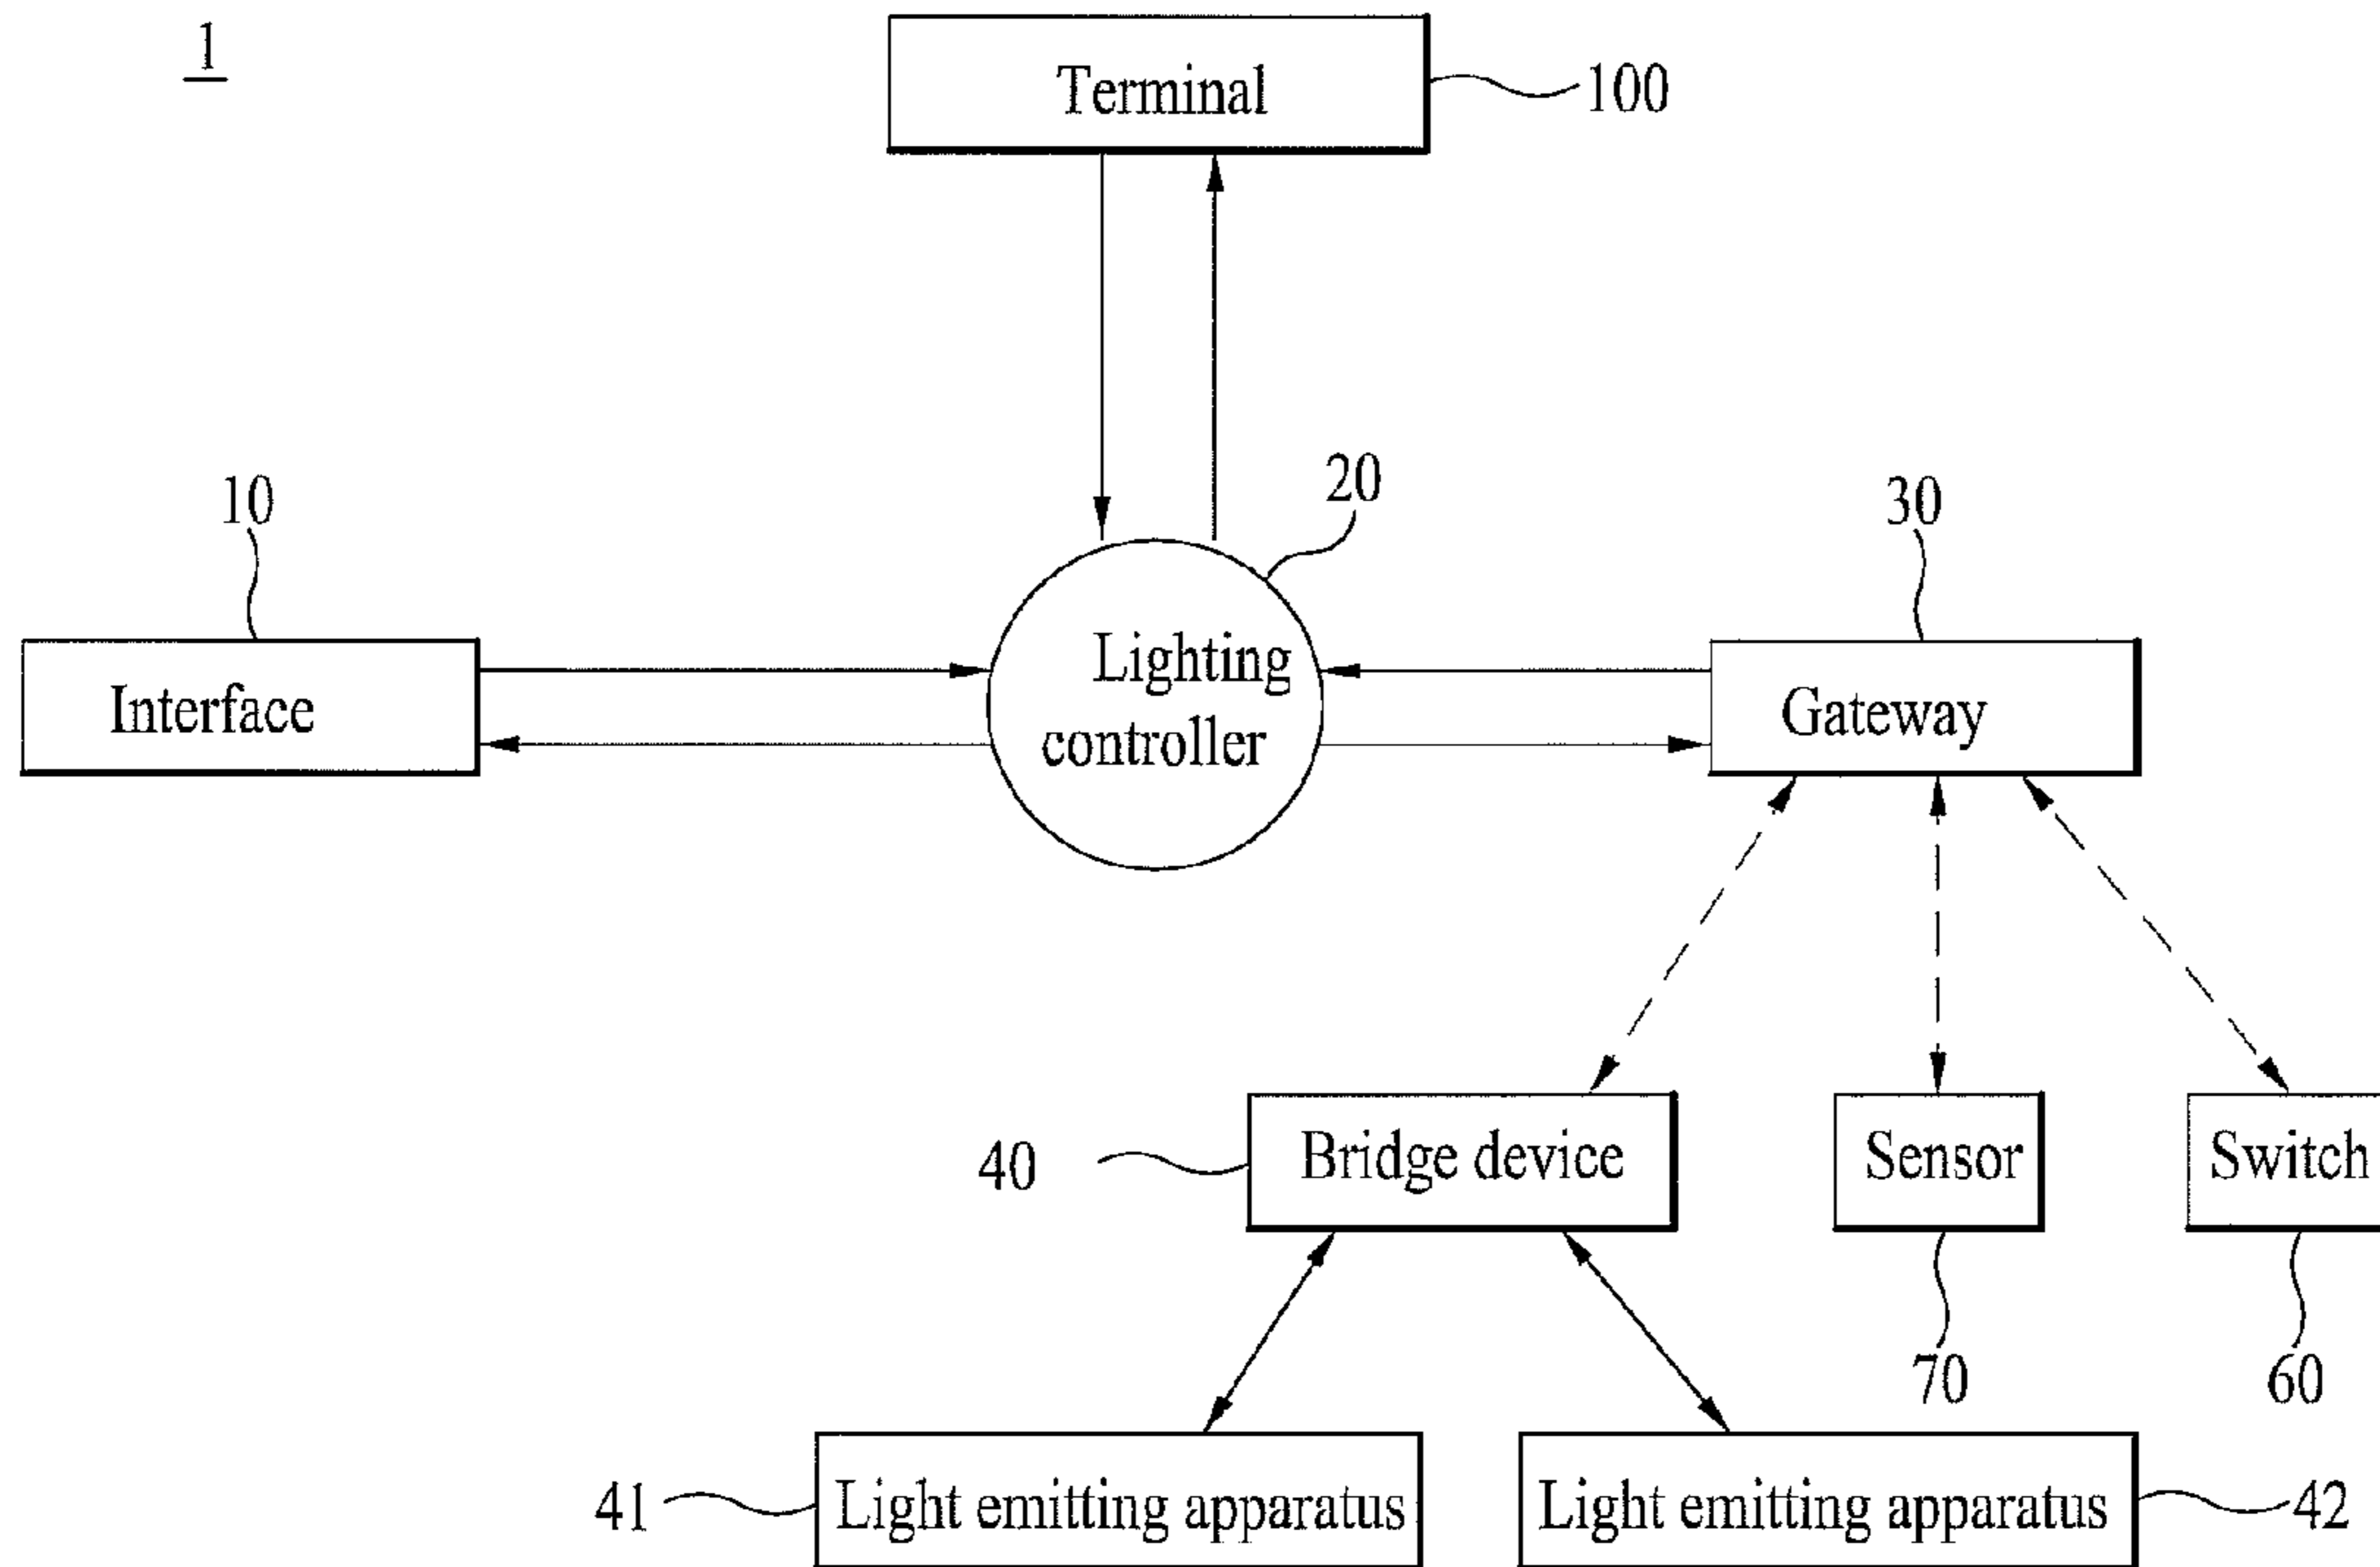 1
Terminal
100
20
10
30
Lighting
controller
Interface
Gateway
40
Bridge device
Sensor
Switch
70
60
41
Light emitting apparatus
Light emitting apparatus
42